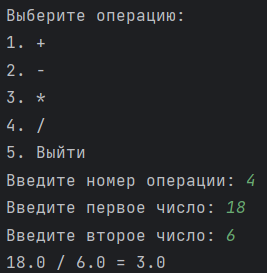 Выберите операцию:
1. +
2. -
3. *
4. /
5. Выйти
Введите номер операции: 4
Введите первое число: 18
Введите второе число: 6
18.0 / 6.0 = 3.0